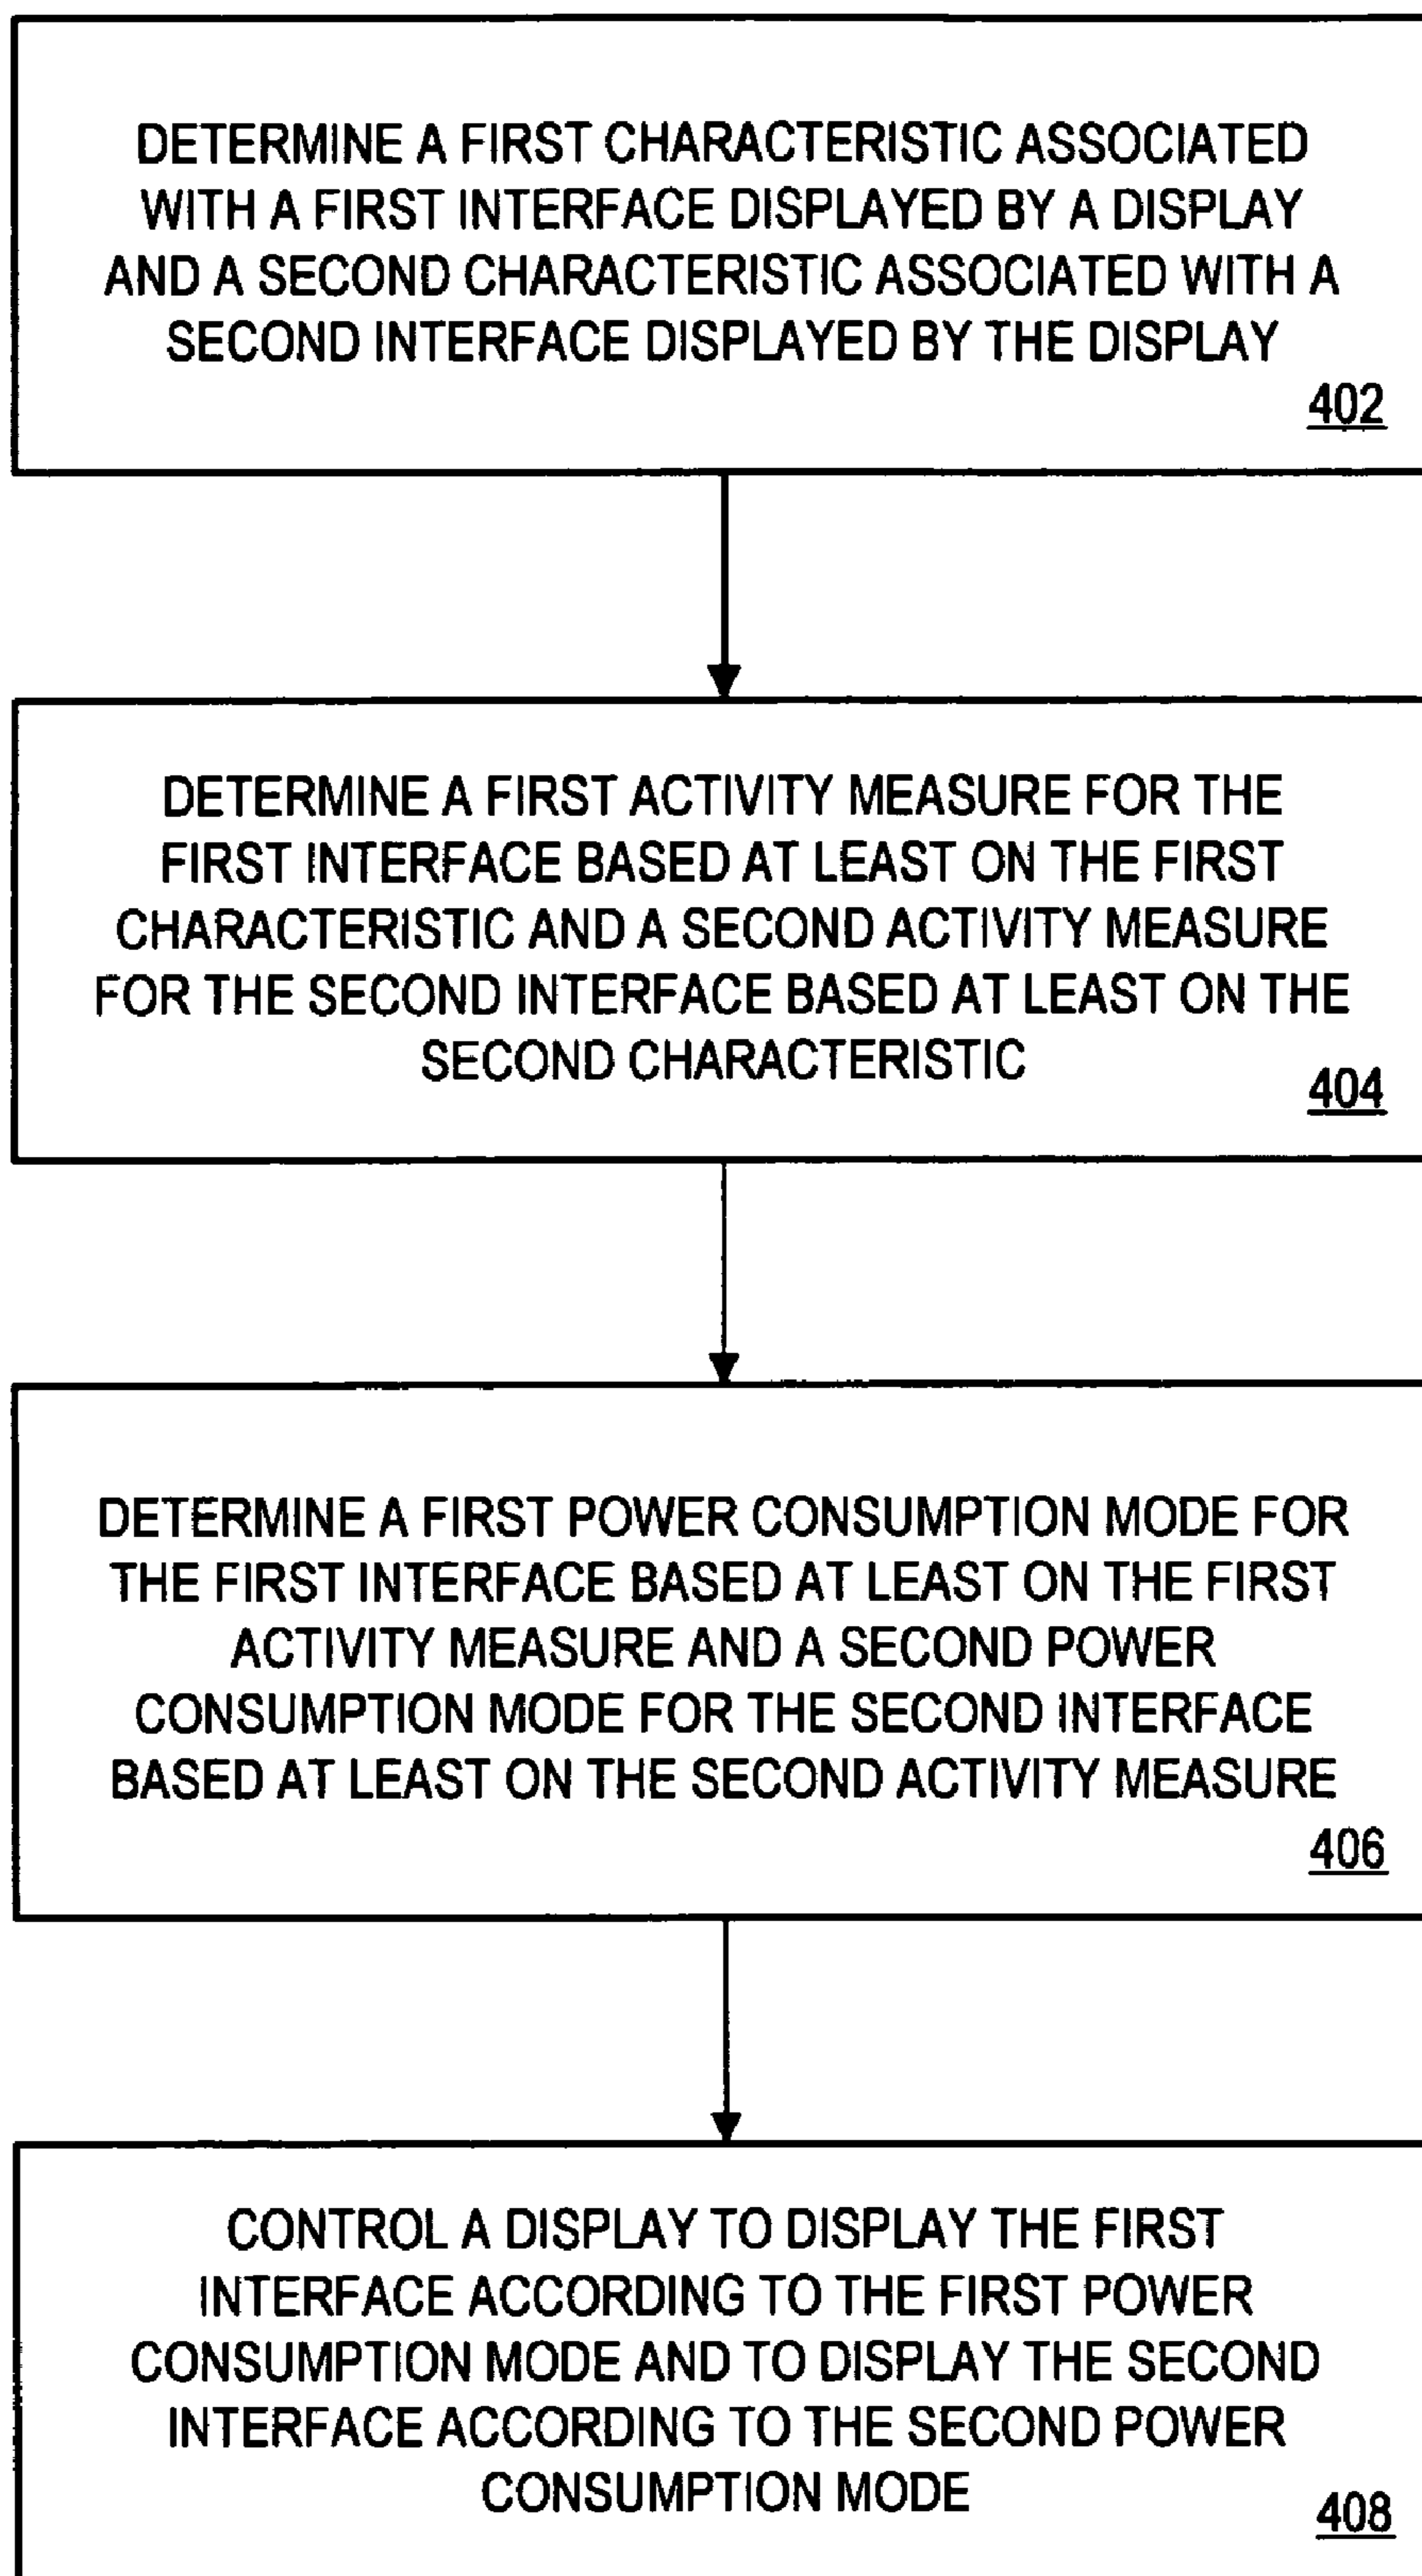 DETERMINE A FIRST CHARACTERISTIC ASSOCIATED
WITH A FIRST INTERFACE DISPLAYED BY A DISPLAY
AND A SECOND CHARACTERISTIC ASSOCIATED WITH A
SECOND INTERFACE DISPLAYED BY THE DISPLAY
402
DETERMINE A FIRST ACTIVITY MEASURE FOR THE
FIRST INTERFACE BASED AT LEAST ON THE FIRST
CHARACTERISTIC AND A SECOND ACTIVITY MEASURE
FOR THE SECOND INTERFACE BASED AT LEAST ON THE
SECOND CHARACTERISTIC
404
DETERMINE A FIRST POWER CONSUMPTION MODE FOR
THE FIRST INTERFACE BASED AT LEAST ON THE FIRST
ACTIVITY MEASURE AND A SECOND POWER
CONSUMPTION MODE FOR THE SECOND INTERFACE
BASED AT LEAST ON THE SECOND ACTIVITY MEASURE
406
CONTROL A DISPLAY TO DISPLAY THE FIRST
INTERFACE ACCORDING TO THE FIRST POWER
CONSUMPTION MODE AND TO DISPLAY THE SECOND
INTERFACE ACCORDING TO THE SECOND POWER
CONSUMPTION MODE
408